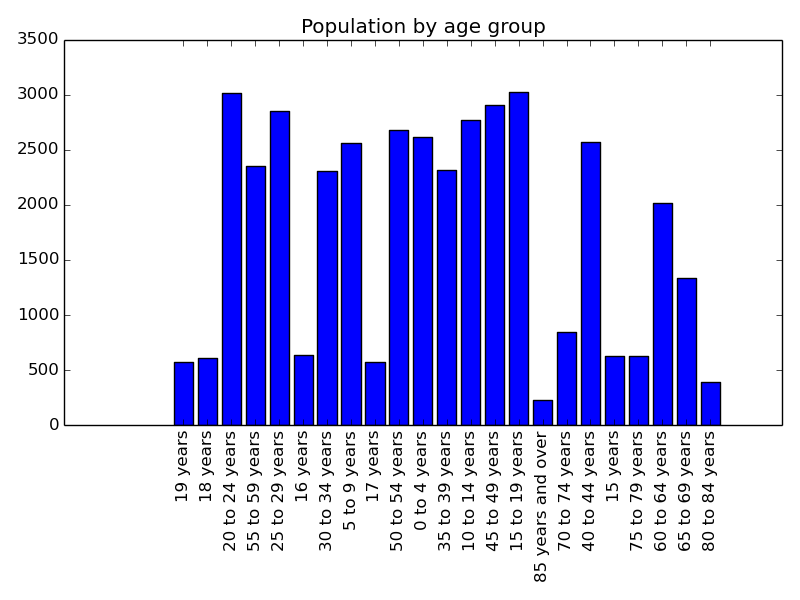 Population by age group
3500
3000
2500
2000
1500
1000
500
0
19 years
18 years
20 to 24 years
55 to 59 years
25 to 29 years
16 years
30 to 34 years
5 to 9 years
17 years
50 to 54 years
0 to 4 years
35 to 39 years
10 to 14 years
45 to 49 years
15 to 19 years
85 years and over
70 to 74 years
40 to 44 years
15 years
75 to 79 years
60 to 64 years
65 to 69 years
80 to 84 years